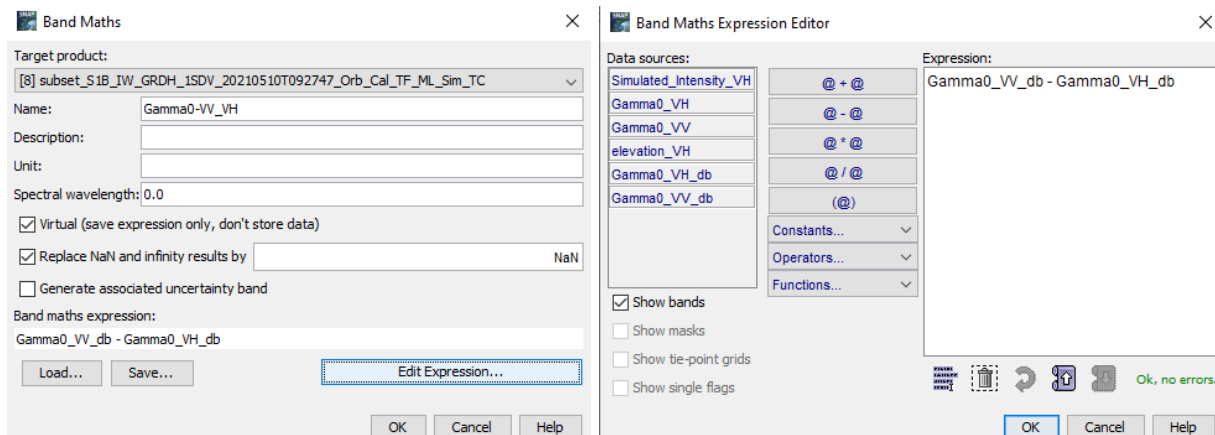 Band Maths
Target product:
[8] subset_S1B_IW_GRDH_1SDV_20210510T092747_Orb_Cal_TF_ML_Sim_TC
Name: Gamma0-VV_VH
Description:
Unit:
Spectral wavelength: 0.0
Virtual (save expression only, don't store data)
Replace NaN and infinity results by NaN
Generate associated uncertainty band
Band maths expression:
Gamma0_VV_db - Gamma0_VH_db
Load... Save... Edit Expression...
OK Cancel Help
Band Maths Expression Editor
Data sources:
Simulated_Intensity_VH
Gamma0_VH
Gamma0_VV
elevation_VH
Gamma0_VH_db
Gamma0_VV_db
Show bands
Show masks
Show tie-point grids
Show single flags
@ + @
@ - @
@ * @
@ / @
(@)
Constants...
Operators...
Functions...
Expression:
Gamma0_VV_db - Gamma0_VH_db
Ok, no errors.
OK Cancel Help